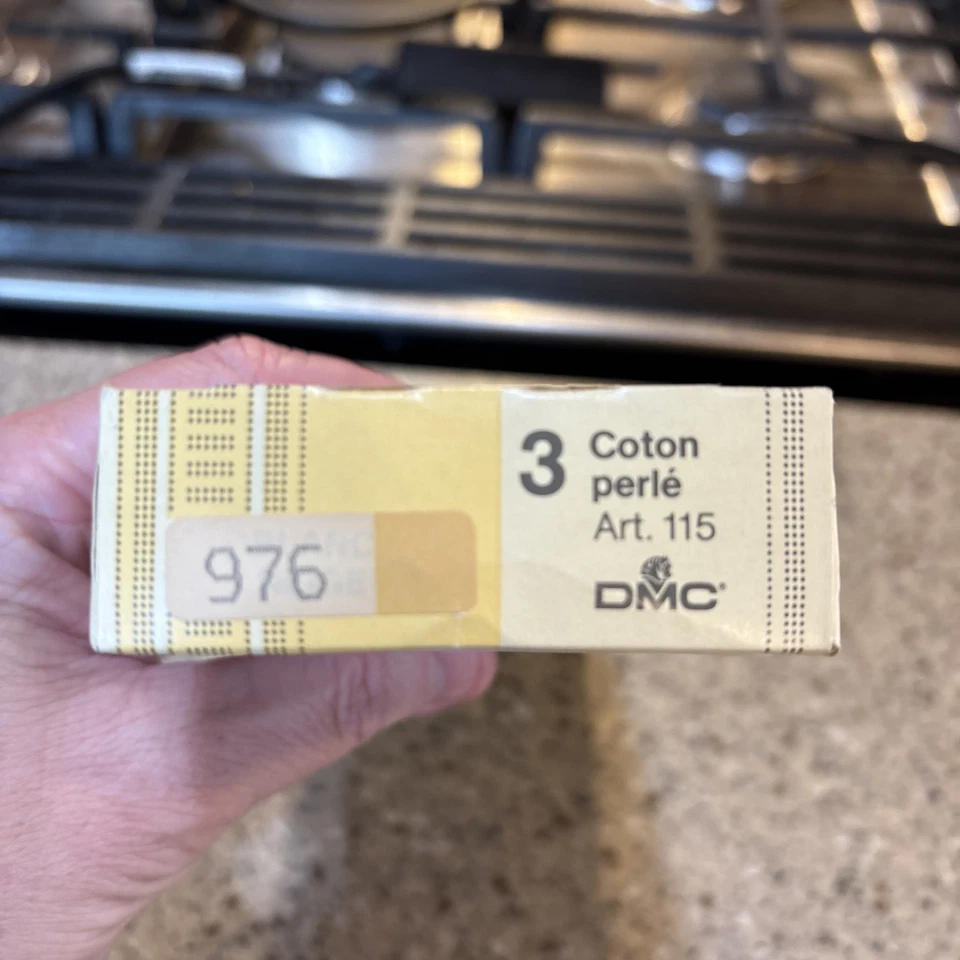 3 Coton
perlé
Art. 115
DMC®
976